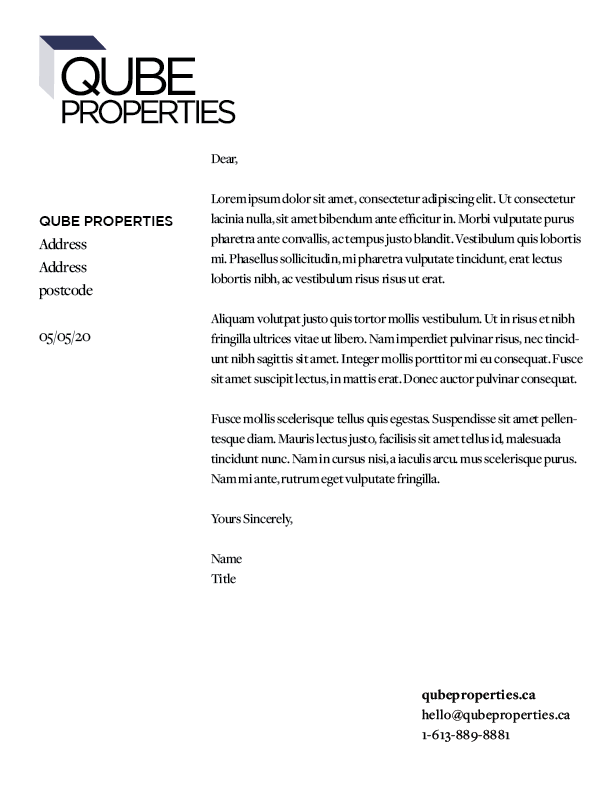 QUBE
PROPERTIES
QUBE PROPERTIES
Address
Address
postcode
05/05/20
Dear,
Lorem ipsum dolor sit amet, consectetur adipiscing elit. Ut consectetur
lacinia nulla, sit amet bibendum ante efficitur in. Morbi vulputate purus
pharetra ante convallis, ac tempus justo blandit. Vestibulum quis lobortis
mi. Phasellus sollicitudin, mi pharetra vulputate tincidunt, erat lectus
lobortis nibh, ac vestibulum risus risus ut erat.
Aliquam volutpat justo quis tortor mollis vestibulum. Ut in risus et nibh
fringilla ultrices vitae ut libero. Nam imperdiet pulvinar risus, nec tincid-
unt nibh sagittis sit amet. Integer mollis porttitor mi eu consequat. Fusce
sit amet suscipit lectus, in mattis erat. Donec auctor pulvinar consequat.
Fusce mollis scelerisque tellus quis egestas. Suspendisse sit amet pellen-
tesque diam. Mauris lectus justo, facilisis sit amet tellus id, malesuada
tincidunt nunc. Nam in cursus nisi, a iaculis arcu. mus scelerisque purus.
Nam mi ante, rutrum eget vulputate fringilla.
Yours Sincerely,
Name
Title
qubeproperties.ca
hello@qubeproperties.ca
1-613-889-8881